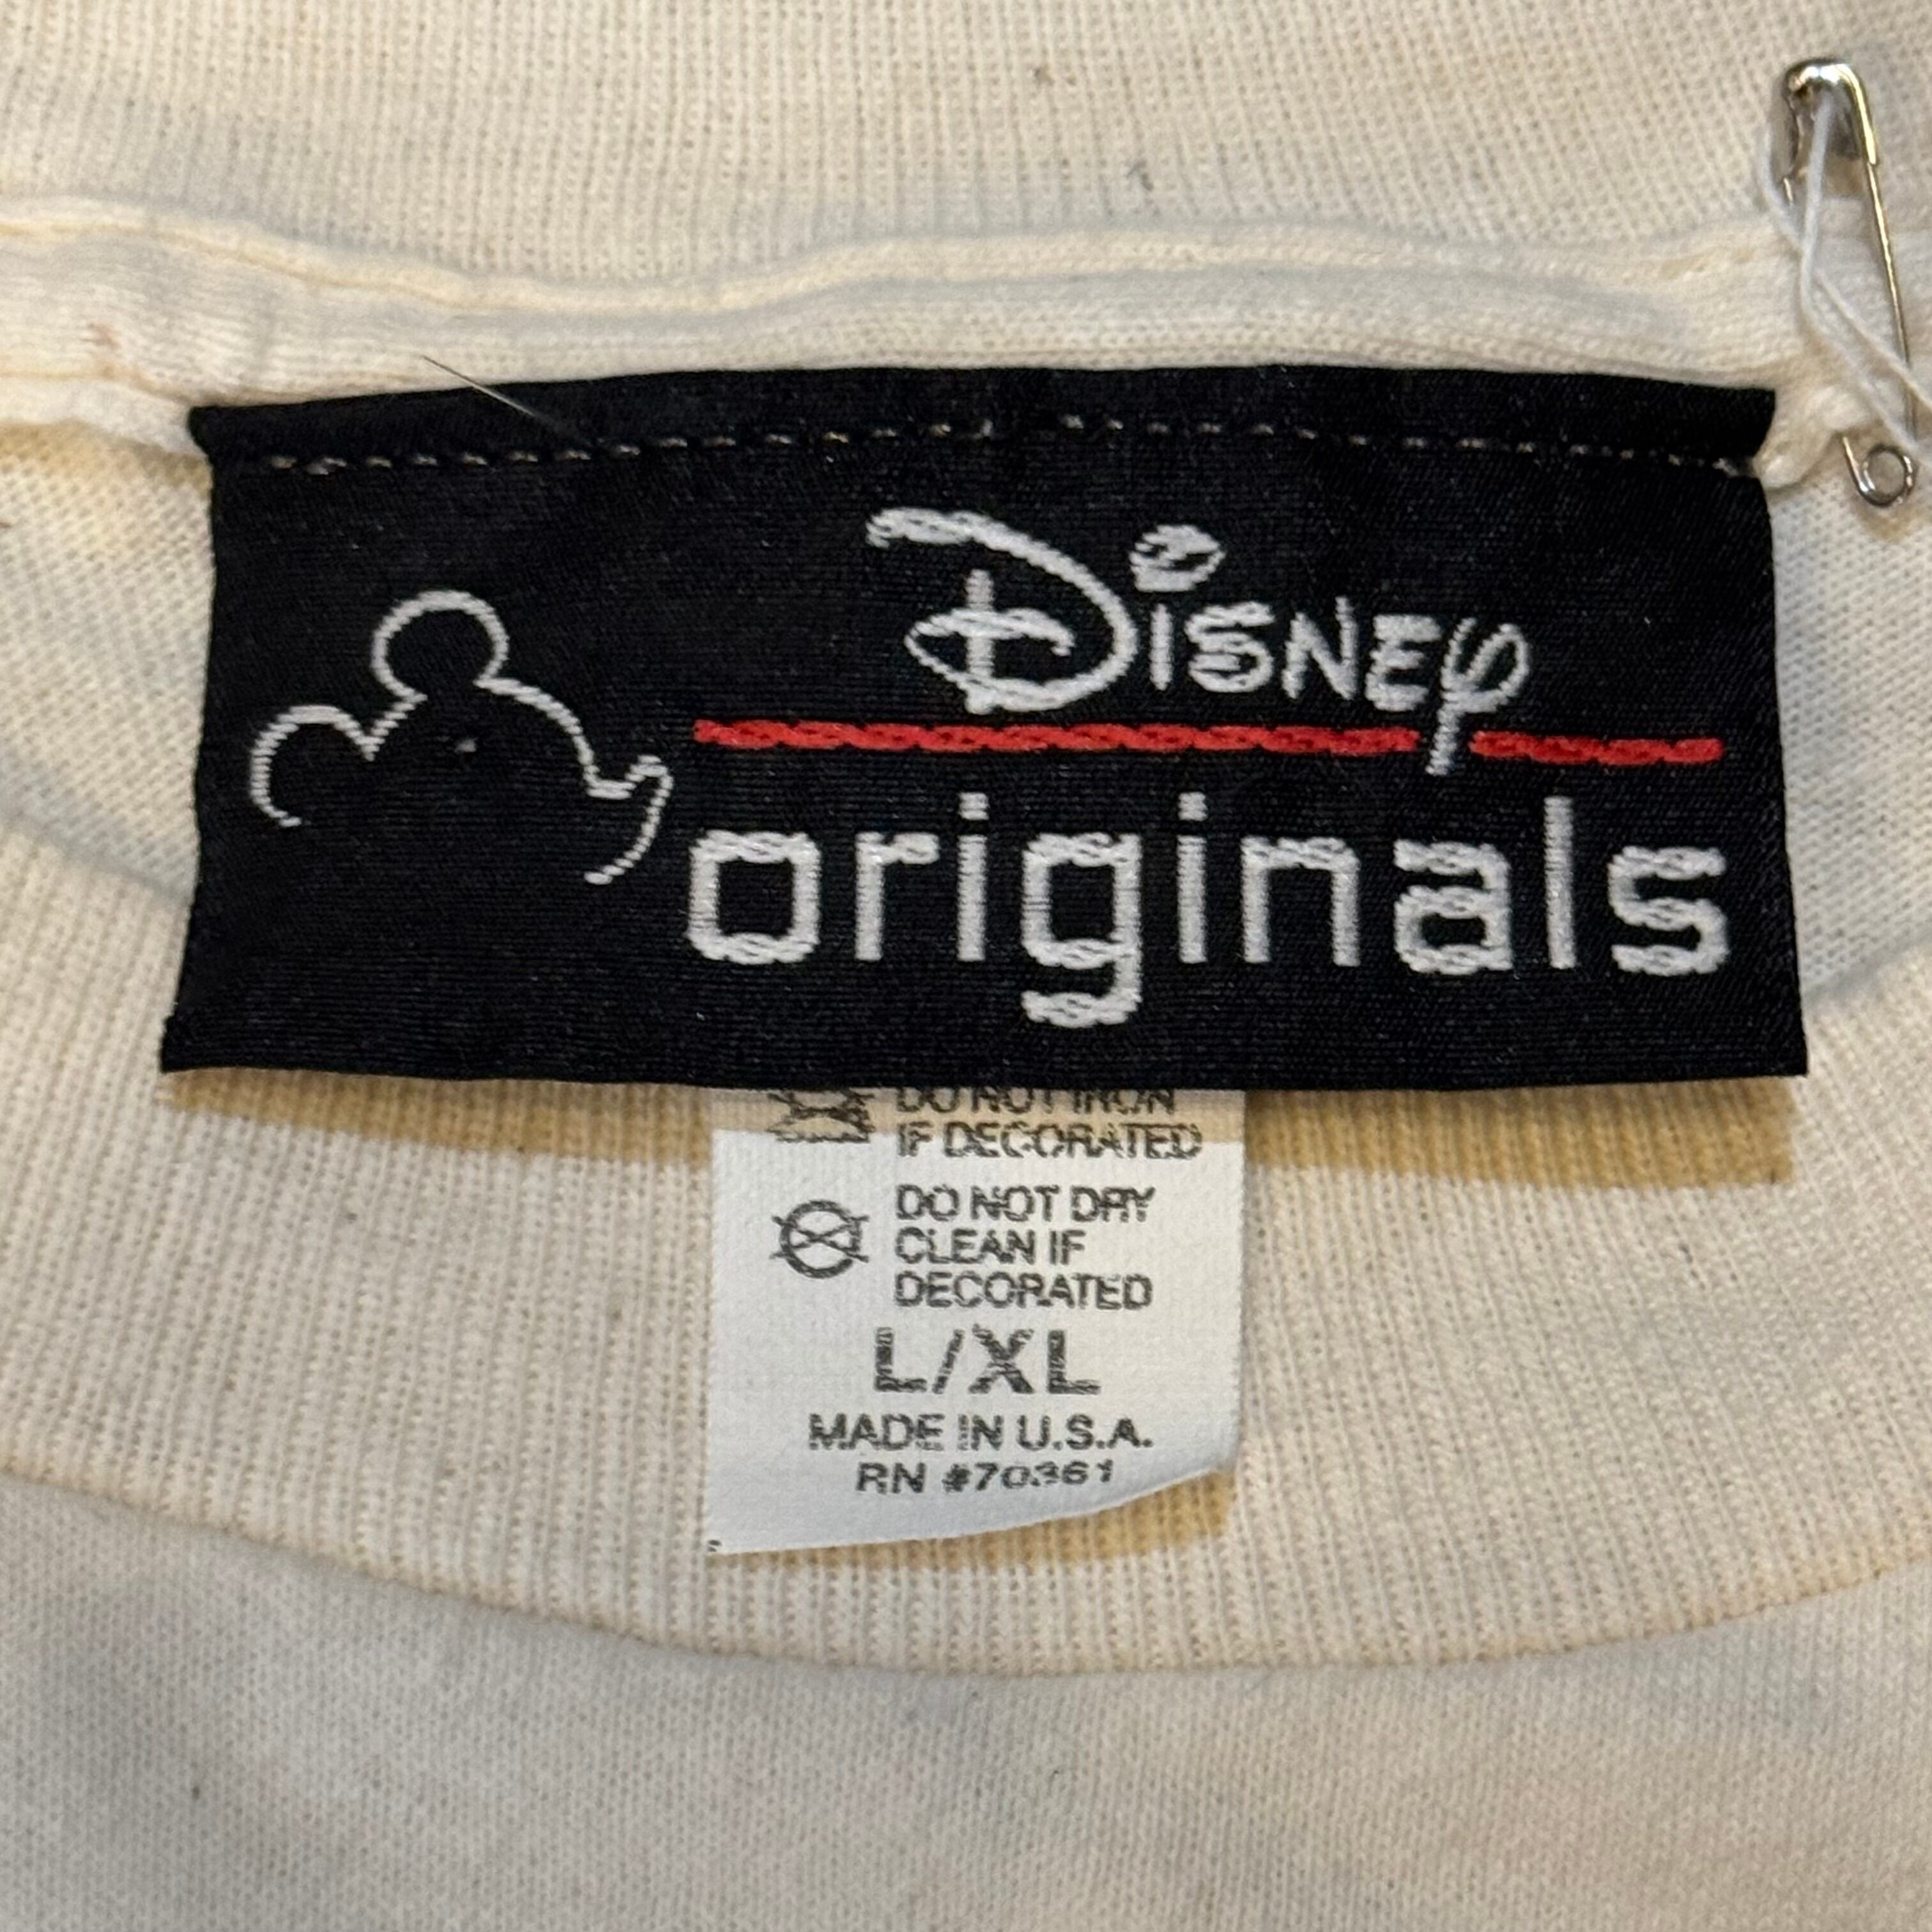 Disney
originals
DO NOT IRON
IF DECORATED
DO NOT DRY
CLEAN IF
DECORATED
L/XL
MADE IN U.S.A.
RN #70361